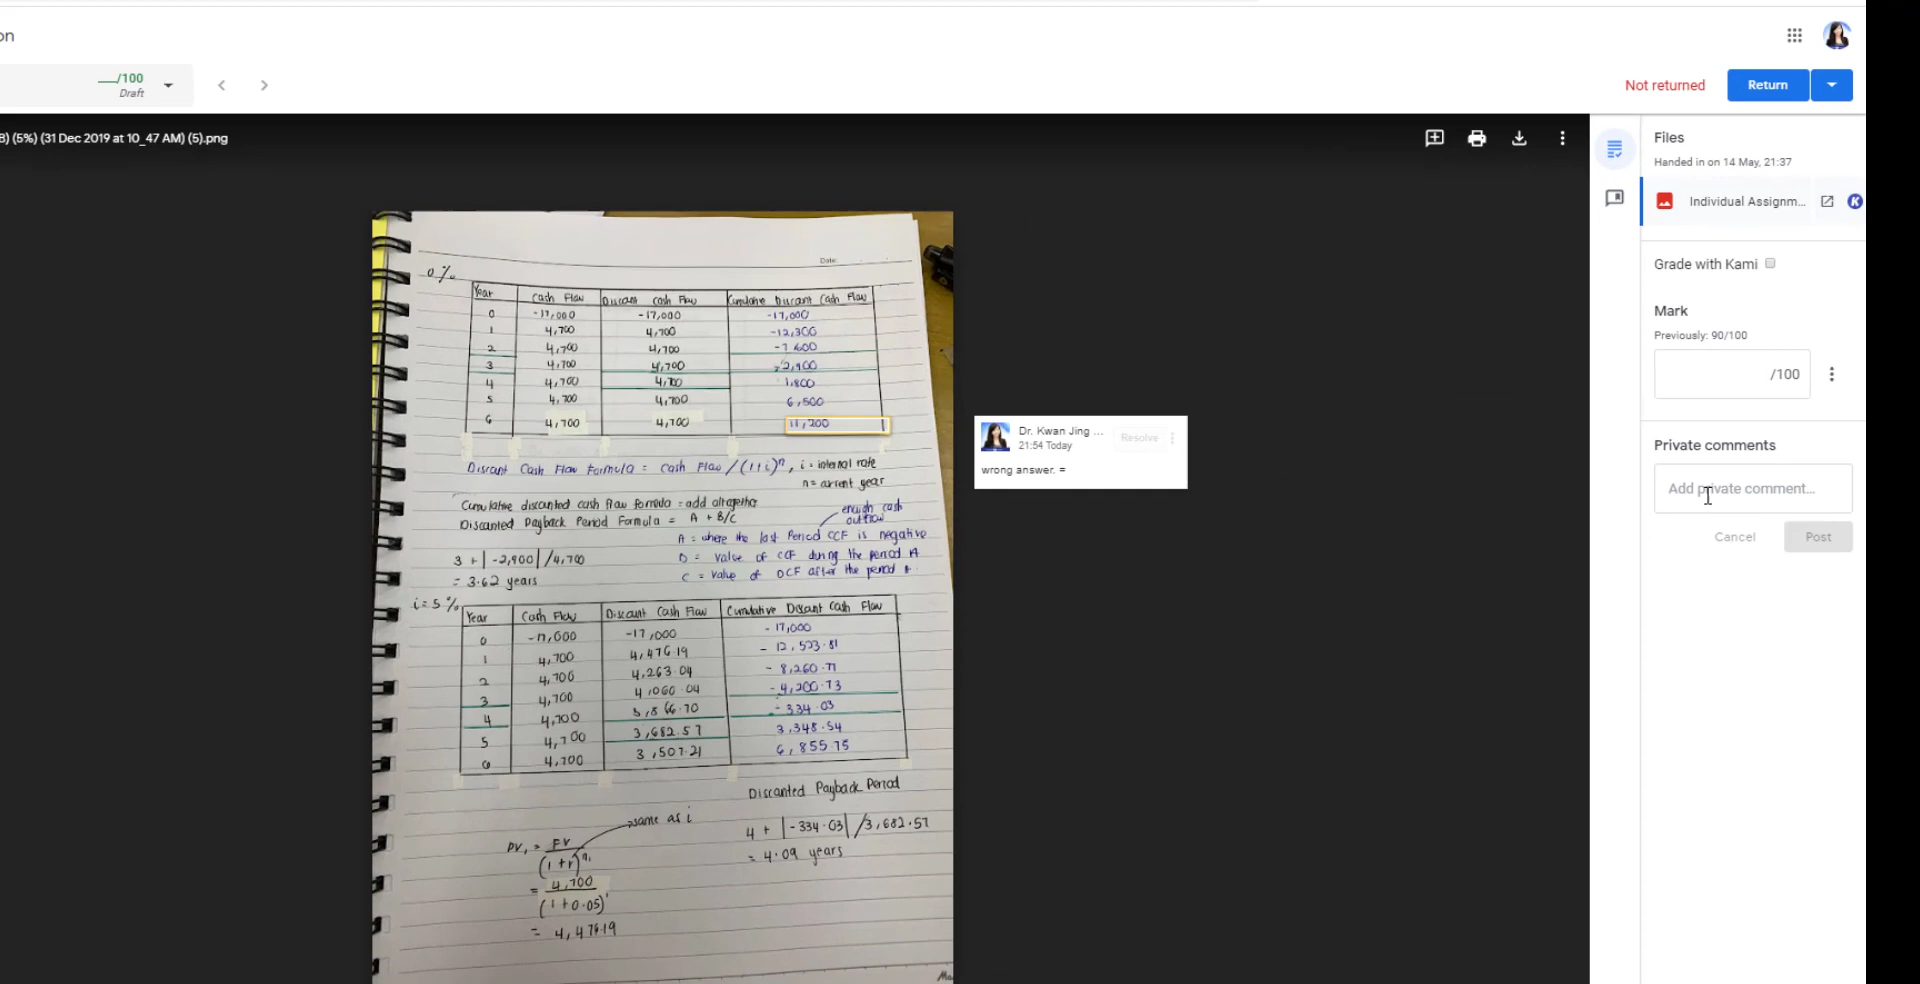 on
___/100
Draft
Not returned
Return
B) (5%) (31 Dec 2019 at 10_47 AM) (5).png
Files
Handed in on 14 May, 21:37
Individual Assignm...
K
Grade with Kami
Mark
Previously: 90/100
/100
Private comments
Add private comment...
Cancel
Post
Date:
0%
Year Cash Flow Discount Cash Flow Cumulative Discount Cash Flow
0 -17,000 -17,000 -17,000
1 4,700 4,700 -12,300
2 4,700 4,700 -7,600
3 4,700 4,700 -2,900
4 4,700 4,700 1,800
5 4,700 4,700 6,500
6 4,700 4,700 11,200
Dr. Kwan Jing ...
21:54 Today
Resolve
wrong answer. =
Discount Cash Flow Formula = Cash Flow / (1+i)^n, i = internal rate
n = current year
Cumulative discounted cash flow formula = add altogether
Discounted Payback Period Formula = A + B/C
enough cash
outflow
A = where the last Period CCF is negative
B = value of CCF during the period A
C = value of DCF after the period A.
3 + |-2,900| / 4,700
= 3.62 years
i = 5%
Year Cash Flow Discount Cash Flow Cumulative Discount Cash Flow
0 -17,000 -17,000 -17,000
1 4,700 4,476.19 -12,523.81
2 4,700 4,263.04 -8,260.77
3 4,700 4,060.04 -4,200.73
4 4,700 3,866.70 -334.03
5 4,700 3,682.57 3,348.54
6 4,700 3,507.21 6,855.75
Discounted Payback Period
4 + |-334.03| / 3,682.57
= 4.09 years
same as i
PV₁ = FV
(1+r)^n
= 4,700
(1+0.05)^1
= 4,476.19